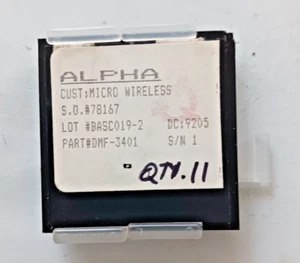 ALPHA
CUST:MICRO WIRELESS
S.O.#78167
LOT #BASC019-2 DC:9205
PART#DMF-3401 S/N 1
QTY.11